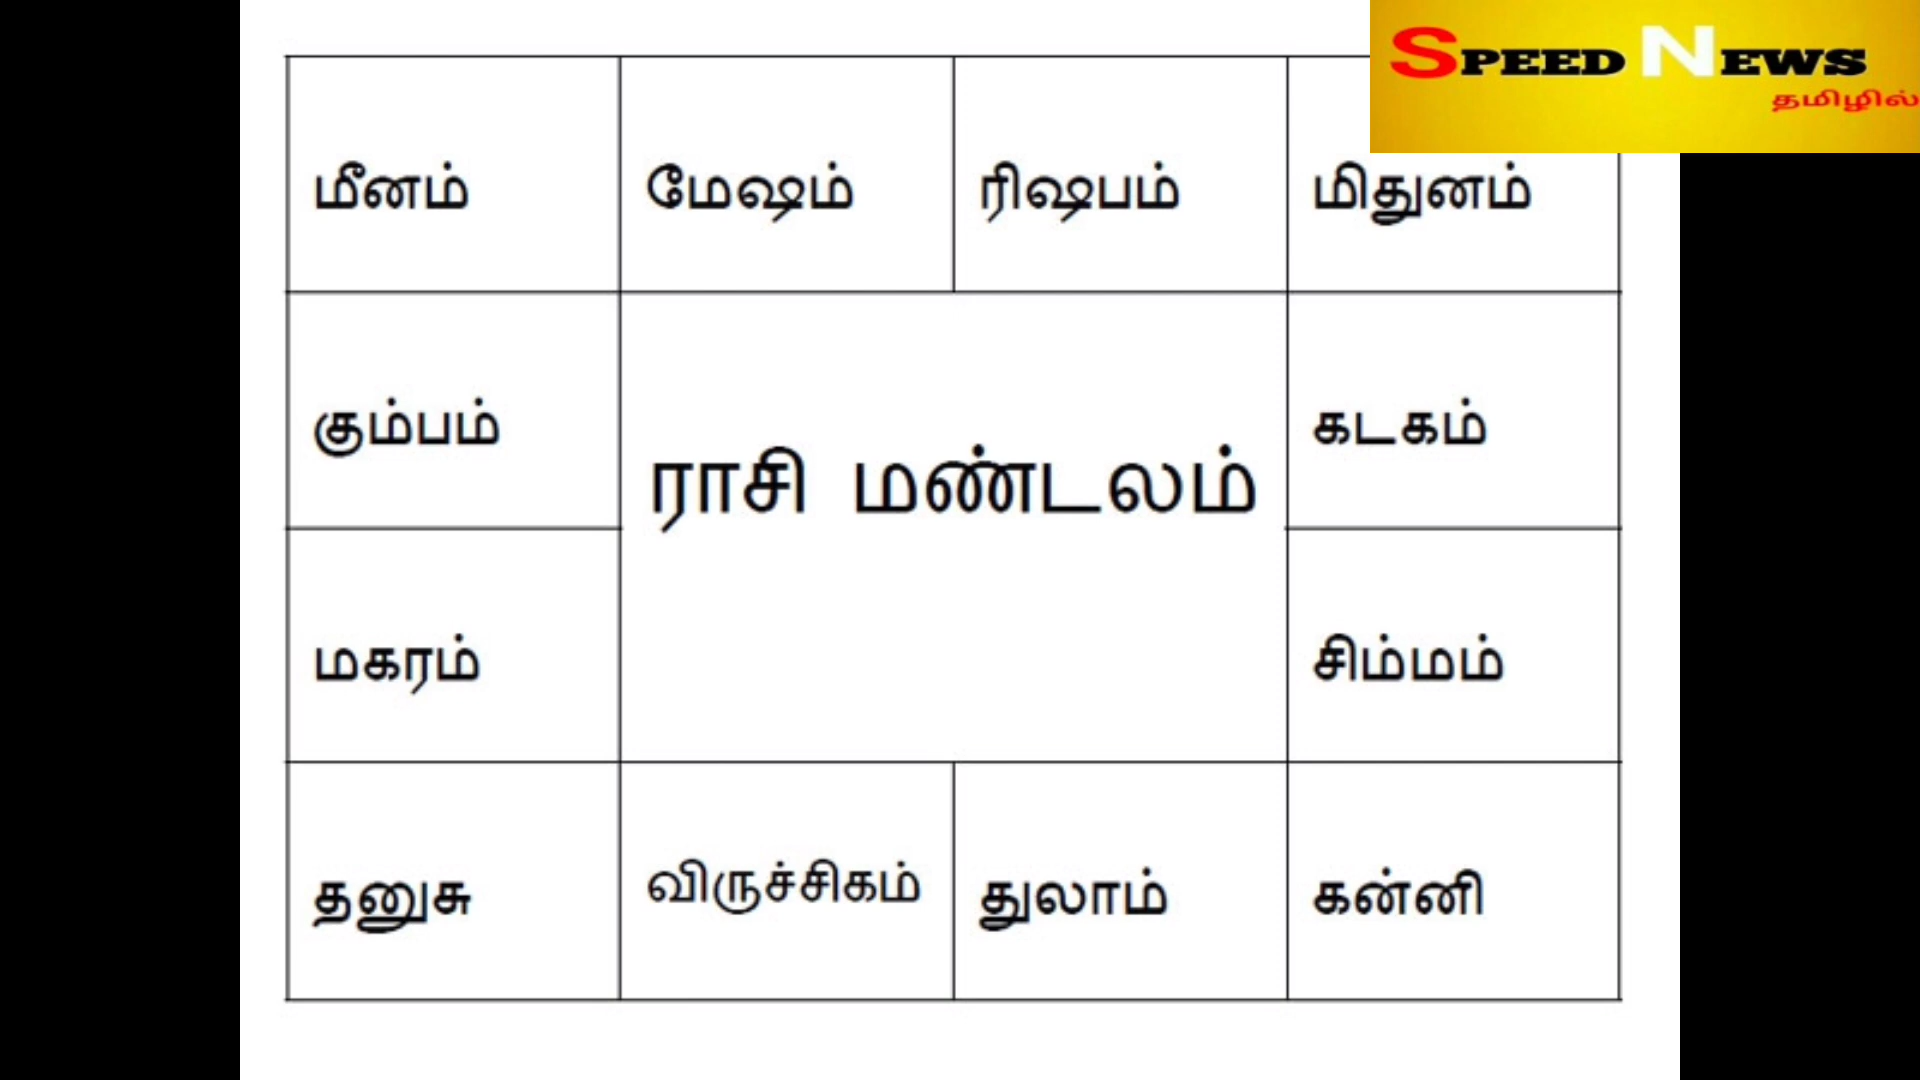 SPEED NEWS
தமிழில்
மீனம்
மேஷம்
ரிஷபம்
மிதுனம்
கும்பம்
ராசி மண்டலம்
கடகம்
மகரம்
சிம்மம்
தனுசு
விருச்சிகம்
துலாம்
கன்னி